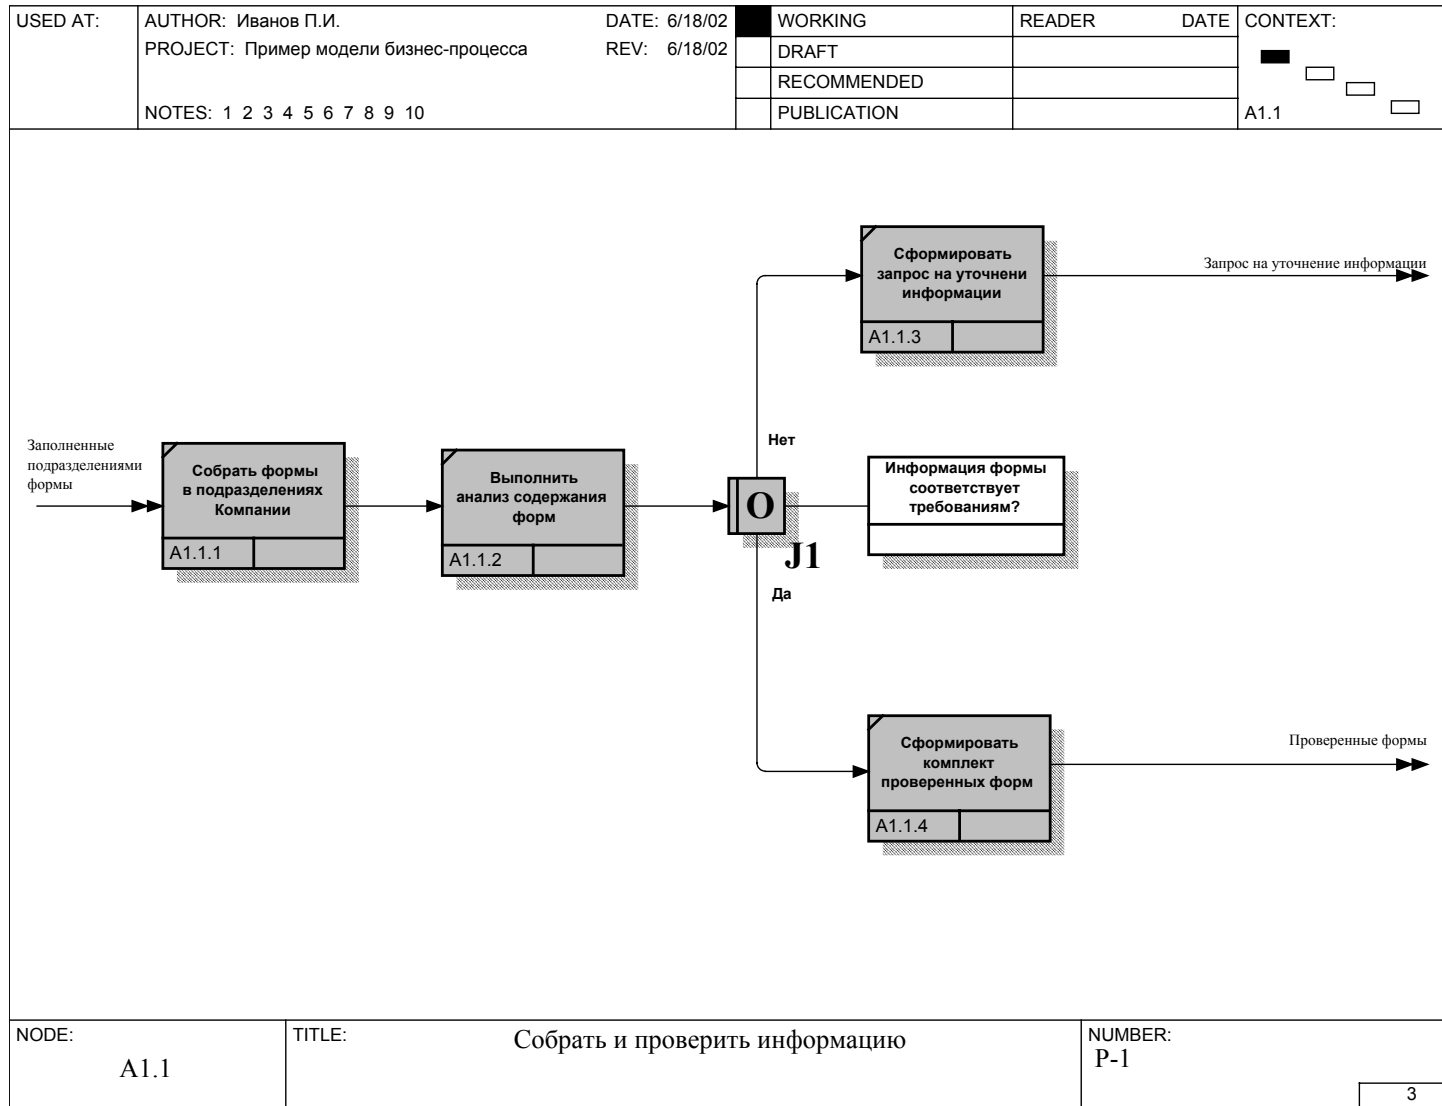 USED AT:
AUTHOR: Иванов П.И.
DATE: 6/18/02
PROJECT: Пример модели бизнес-процесса
REV: 6/18/02
NOTES: 1 2 3 4 5 6 7 8 9 10
WORKING
DRAFT
RECOMMENDED
PUBLICATION
READER DATE
CONTEXT:
A1.1
Сформировать
запрос на уточнени
информации
A1.1.3
Запрос на уточнение информации
Заполненные
подразделениями
формы
Собрать формы
в подразделениях
Компании
A1.1.1
Выполнить
анализ содержания
форм
A1.1.2
Нет
O
J1
Да
Информация формы
соответствует
требованиям?
Сформировать
комплект
проверенных форм
A1.1.4
Проверенные формы
NODE:
A1.1
TITLE:
Собрать и проверить информацию
NUMBER:
P-1
3